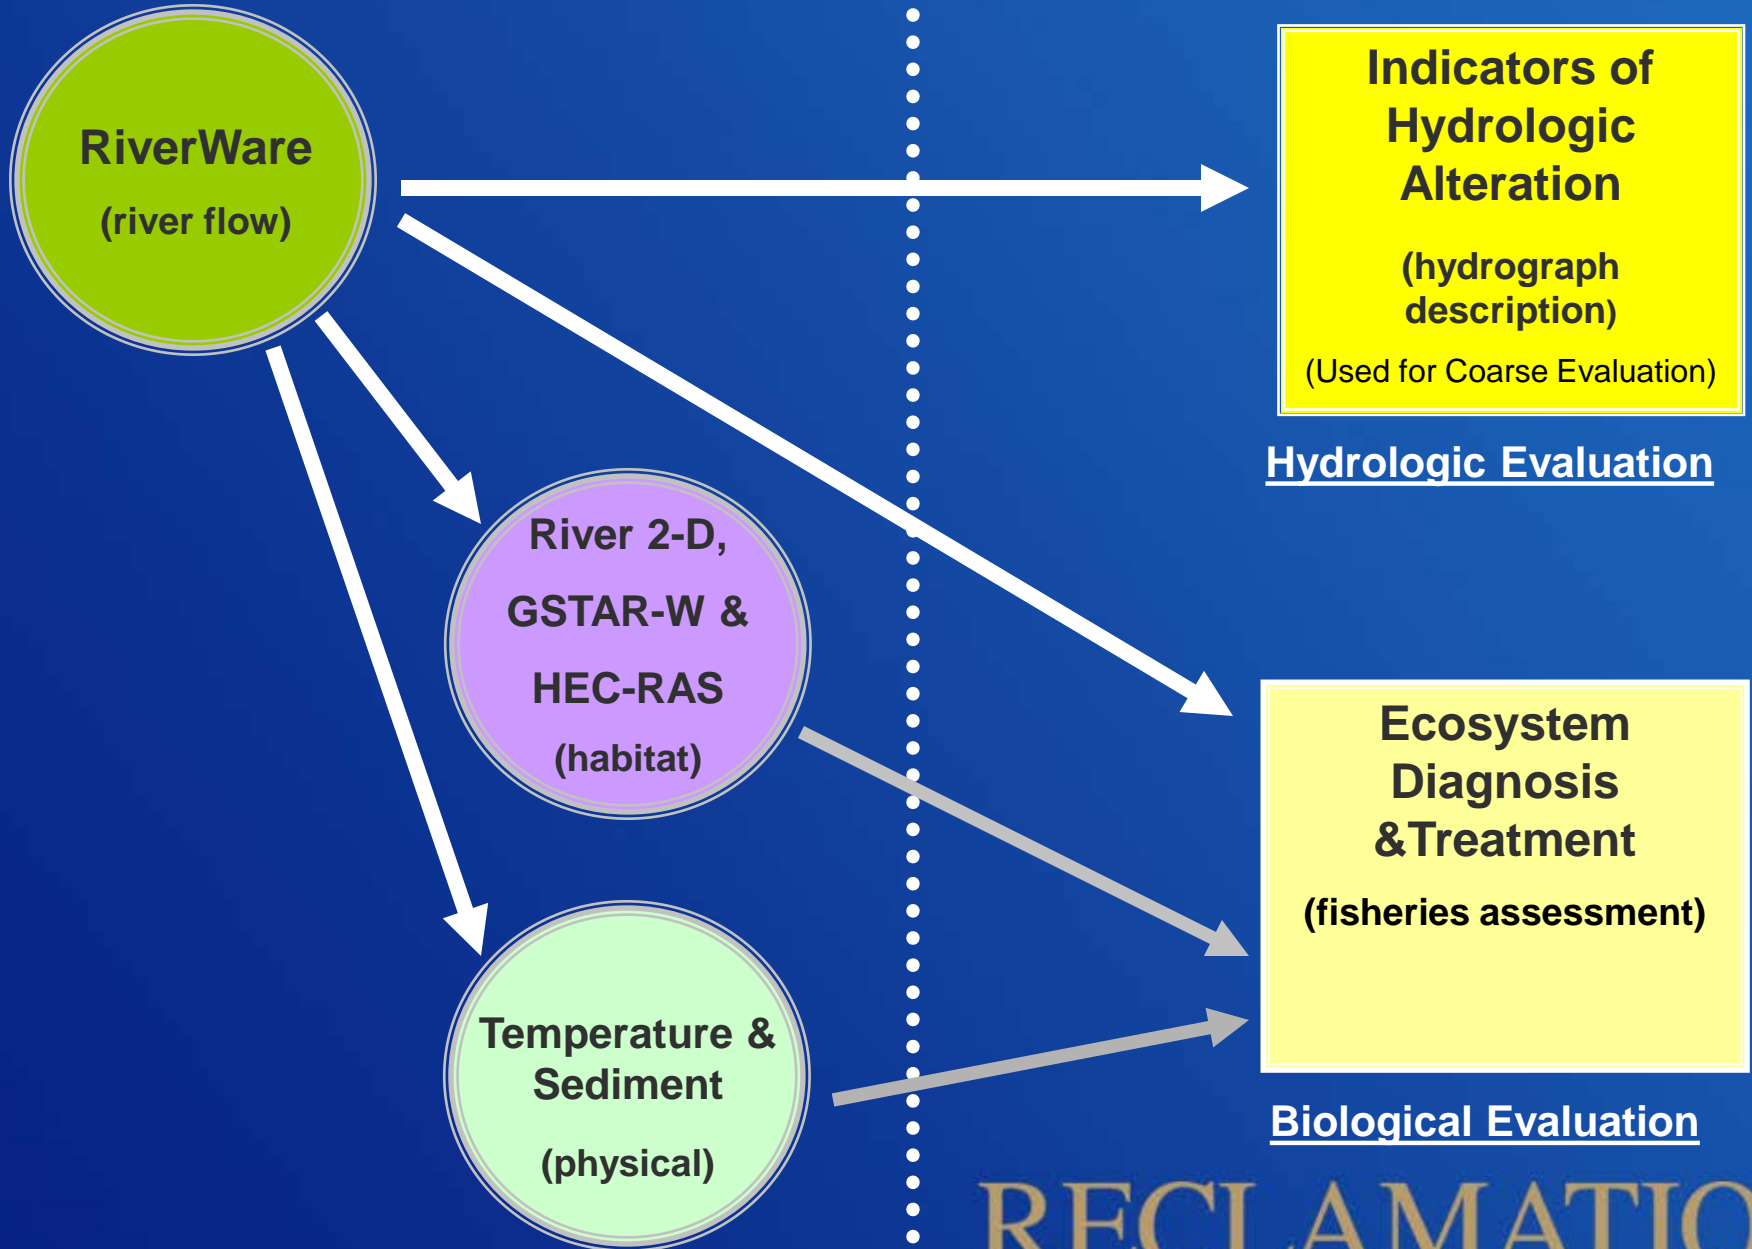 RiverWare
(river flow)
Indicators of
Hydrologic
Alteration
(hydrograph
description)
(Used for Coarse Evaluation)
Hydrologic Evaluation
River 2-D,
GSTAR-W &
HEC-RAS
(habitat)
Ecosystem
Diagnosis
&Treatment
(fisheries assessment)
Biological Evaluation
Temperature &
Sediment
(physical)
RECLAMATIO